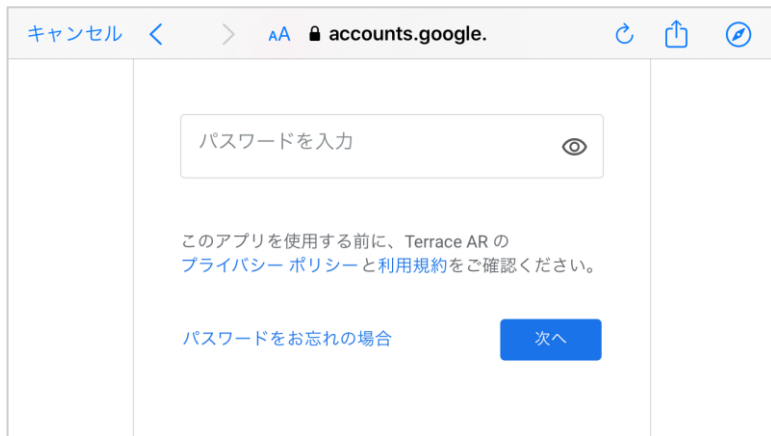 キャンセル AA accounts.google.
パスワードを入力
このアプリを使用する前に、Terrace AR の
プライバシー ポリシーと利用規約をご確認ください。
パスワードをお忘れの場合 次へ